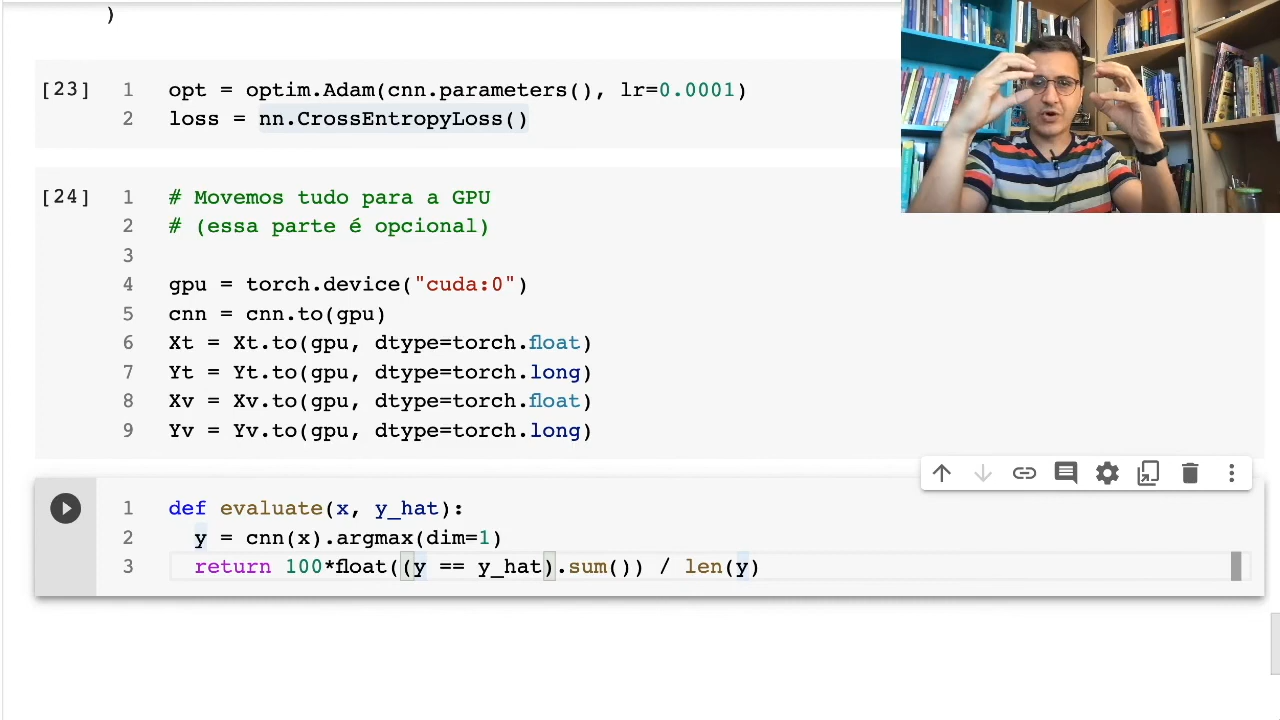 )
[23] 1 opt = optim.Adam(cnn.parameters(), lr=0.0001)
2 loss = nn.CrossEntropyLoss()
[24] 1 # Movemos tudo para a GPU
2 # (essa parte é opcional)
3
4 gpu = torch.device("cuda:0")
5 cnn = cnn.to(gpu)
6 Xt = Xt.to(gpu, dtype=torch.float)
7 Yt = Yt.to(gpu, dtype=torch.long)
8 Xv = Xv.to(gpu, dtype=torch.float)
9 Yv = Yv.to(gpu, dtype=torch.long)
1 def evaluate(x, y_hat):
2 y = cnn(x).argmax(dim=1)
3 return 100*float((y == y_hat).sum()) / len(y)